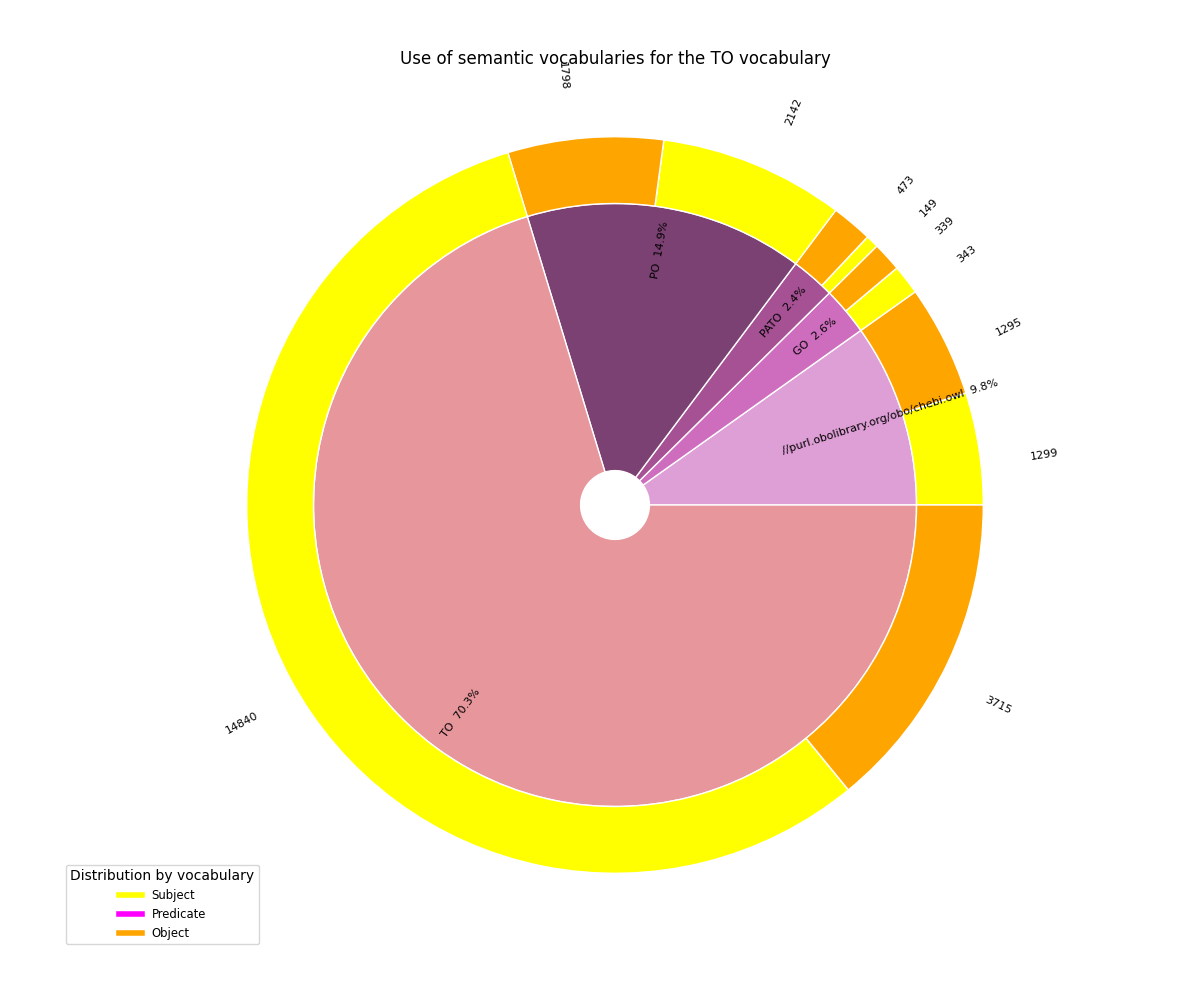 Use of semantic vocabularies for the TO vocabulary
1798
2142
473
149
339
343
1295
1299
3715
14840
PO 14.9%
PATO 2.4%
GO 2.6%
//purl.obolibrary.org/obo/chebi.owl 9.8%
TO 70.3%
Distribution by vocabulary
Subject
Predicate
Object